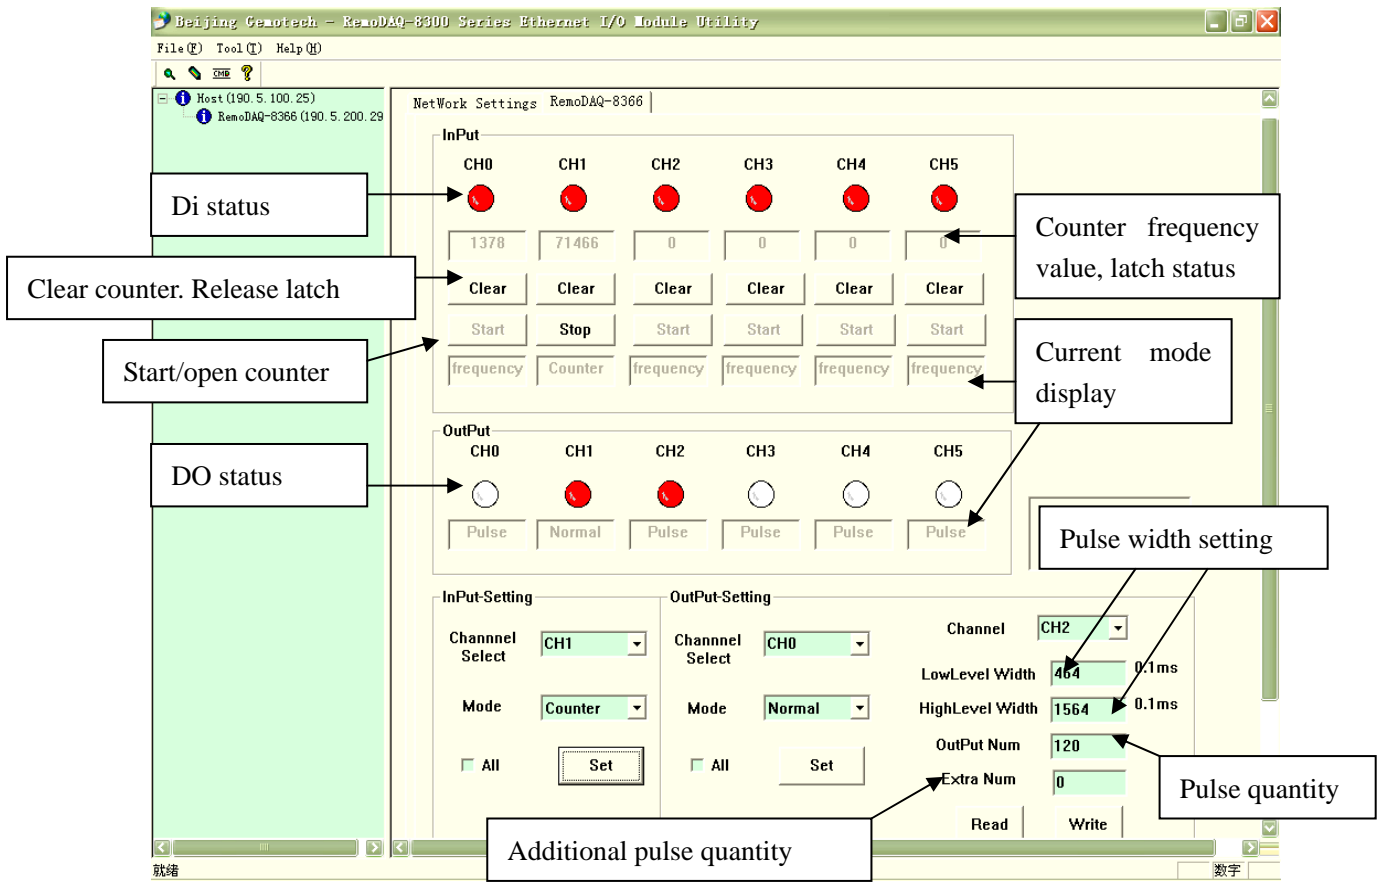 Beijing Gemotech - RemoDAQ-8300 Series Ethernet I/O Module Utility
File(F) Tool(T) Help(H)
CMD
Host(190.5.100.25)
RemoDAQ-8366(190.5.200.29
NetWork Settings RemoDAQ-8366
InPut
CH0 CH1 CH2 CH3 CH4 CH5
Di status
1378 71466 0 0 0 0
Counter frequency
value, latch status
Clear counter. Release latch
Clear Clear Clear Clear Clear Clear
Start Stop Start Start Start Start
Start/open counter
frequency Counter frequency frequency frequency frequency
Current mode
display
OutPut
CH0 CH1 CH2 CH3 CH4 CH5
DO status
Pulse Normal Pulse Pulse Pulse Pulse
Pulse width setting
InPut-Setting
Channnel
Select
CH1
Mode Counter
All Set
OutPut-Setting
Channnel
Select
CH0
Mode Normal
All Set
Channel CH2
LowLevel Width 464 0.1ms
HighLevel Width 1564 0.1ms
OutPut Num 120
Extra Num 0
Pulse quantity
Read Write
Additional pulse quantity
就绪
数字